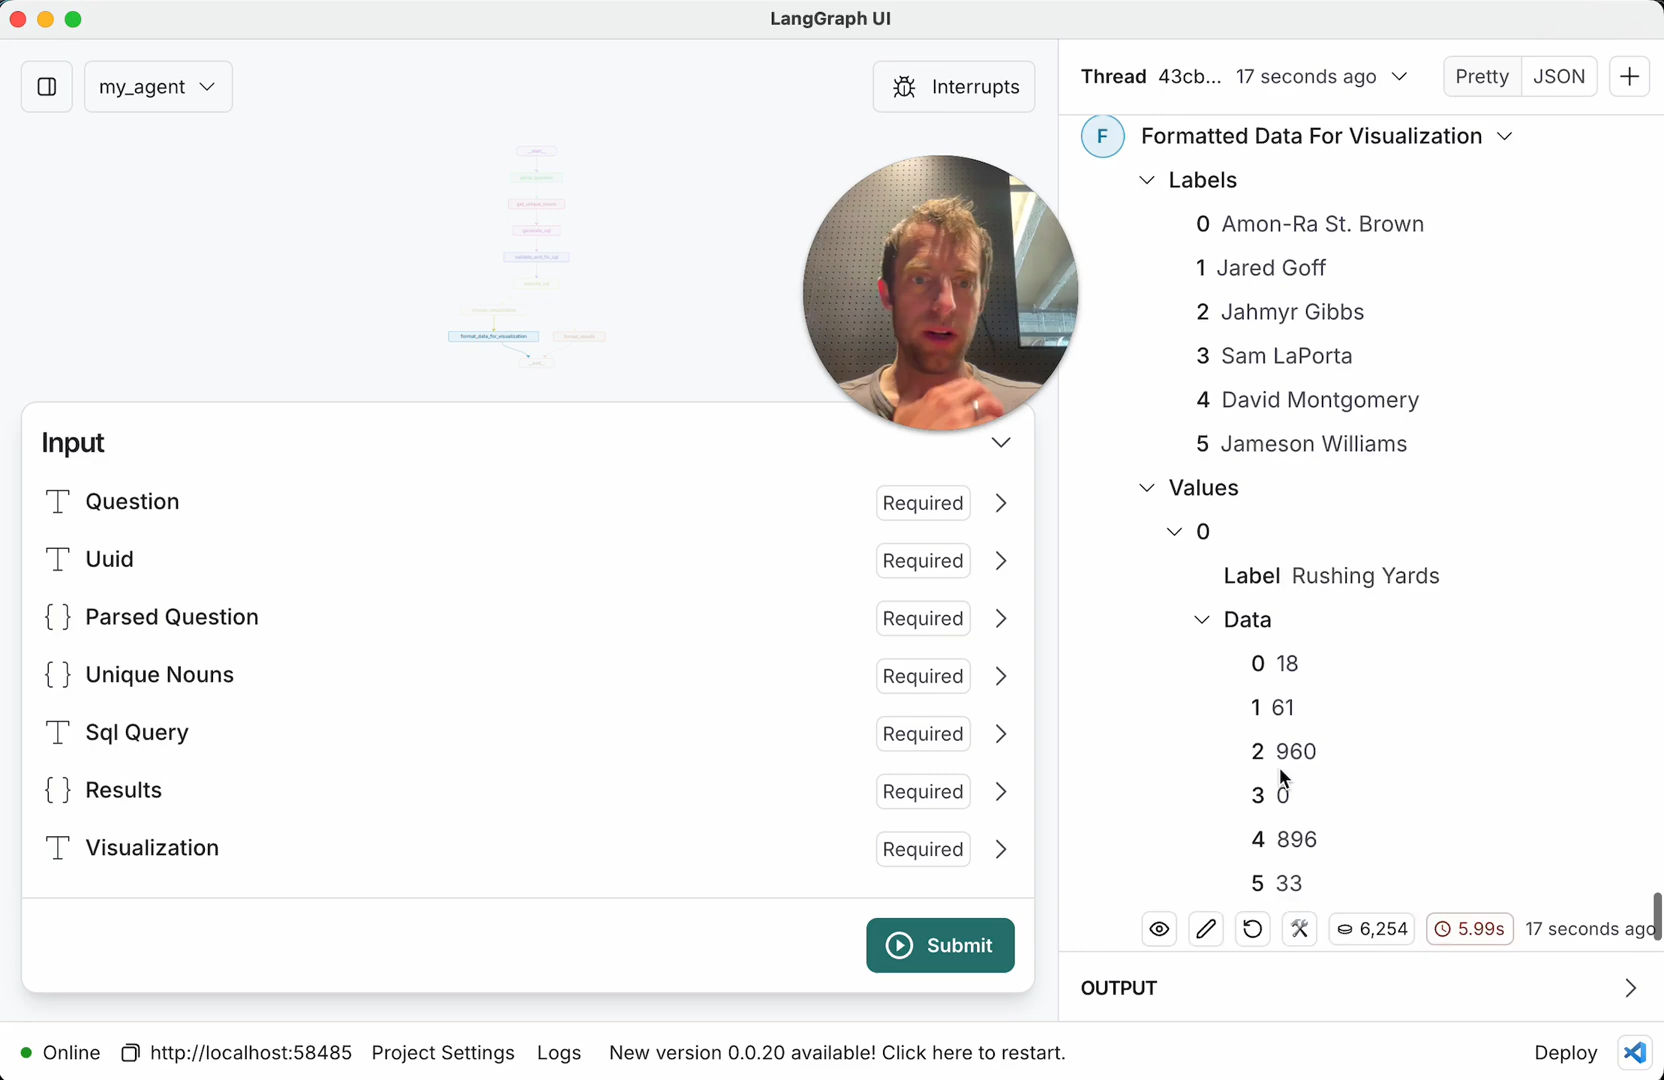 LangGraph UI
my_agent
Interrupts
Thread 43cb... 17 seconds ago
Pretty JSON
format_data_for_visualization
Input
Question Required
Uuid Required
{ } Parsed Question Required
{ } Unique Nouns Required
Sql Query Required
{ } Results Required
Visualization Required
Submit
F Formatted Data For Visualization
Labels
0 Amon-Ra St. Brown
1 Jared Goff
2 Jahmyr Gibbs
3 Sam LaPorta
4 David Montgomery
5 Jameson Williams
Values
0
Label Rushing Yards
Data
0 18
1 61
2 960
3 0
4 896
5 33
6,254 5.99s 17 seconds ago
OUTPUT
Online http://localhost:58485 Project Settings Logs New version 0.0.20 available! Click here to restart. Deploy